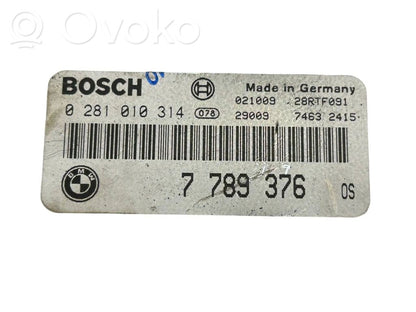 Ovoko
BOSCH
Made in Germany
0 281 010 314 078
021009 28RTF091
29009 7463 2415
BMW
7 789 376 OS